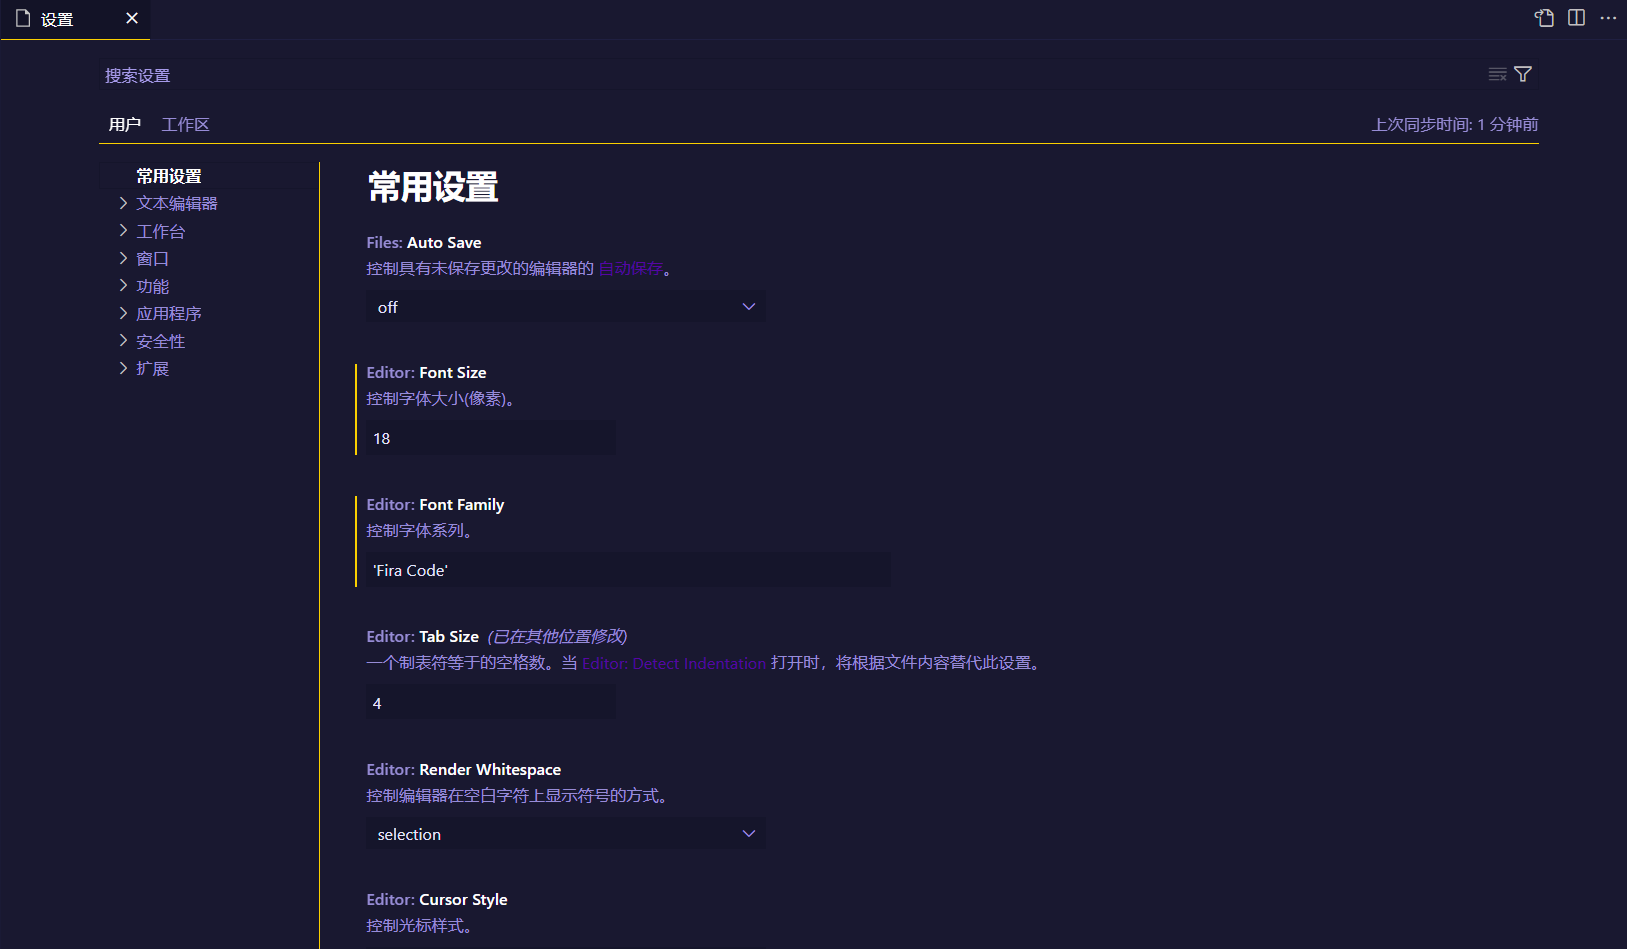 设置
搜索设置
用户 工作区 上次同步时间: 1 分钟前
常用设置
文本编辑器
工作台
窗口
功能
应用程序
安全性
扩展
常用设置
Files: Auto Save
控制具有未保存更改的编辑器的 自动保存。
off
Editor: Font Size
控制字体大小(像素)。
18
Editor: Font Family
控制字体系列。
'Fira Code'
Editor: Tab Size (已在其他位置修改)
一个制表符等于的空格数。当 Editor: Detect Indentation 打开时，将根据文件内容替代此设置。
4
Editor: Render Whitespace
控制编辑器在空白字符上显示符号的方式。
selection
Editor: Cursor Style
控制光标样式。